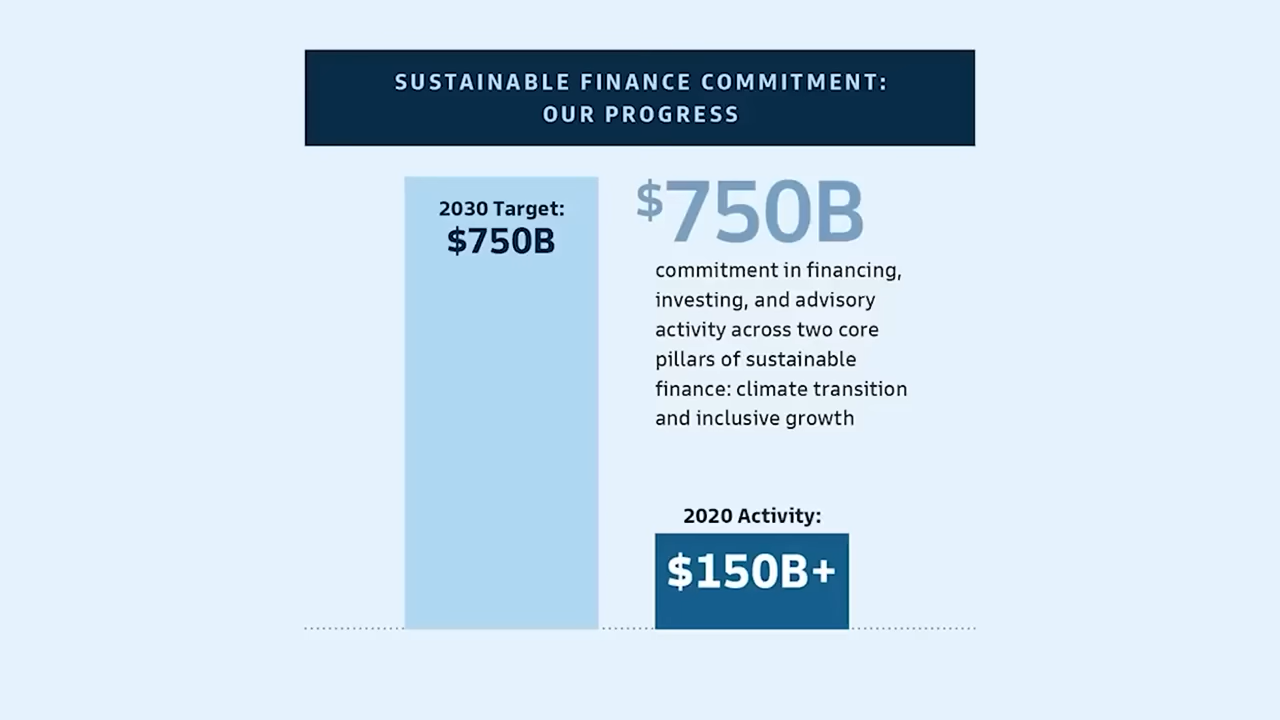 SUSTAINABLE FINANCE COMMITMENT:
OUR PROGRESS
2030 Target:
$750B
$750B
commitment in financing,
investing, and advisory
activity across two core
pillars of sustainable
finance: climate transition
and inclusive growth
2020 Activity:
$150B+